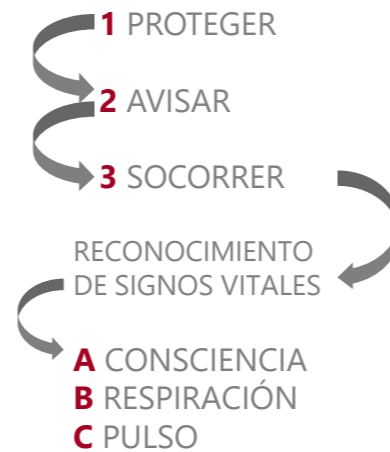 1 PROTEGER
2 AVISAR
3 SOCORRER
RECONOCIMIENTO
DE SIGNOS VITALES
A CONSCIENCIA
B RESPIRACIÓN
C PULSO